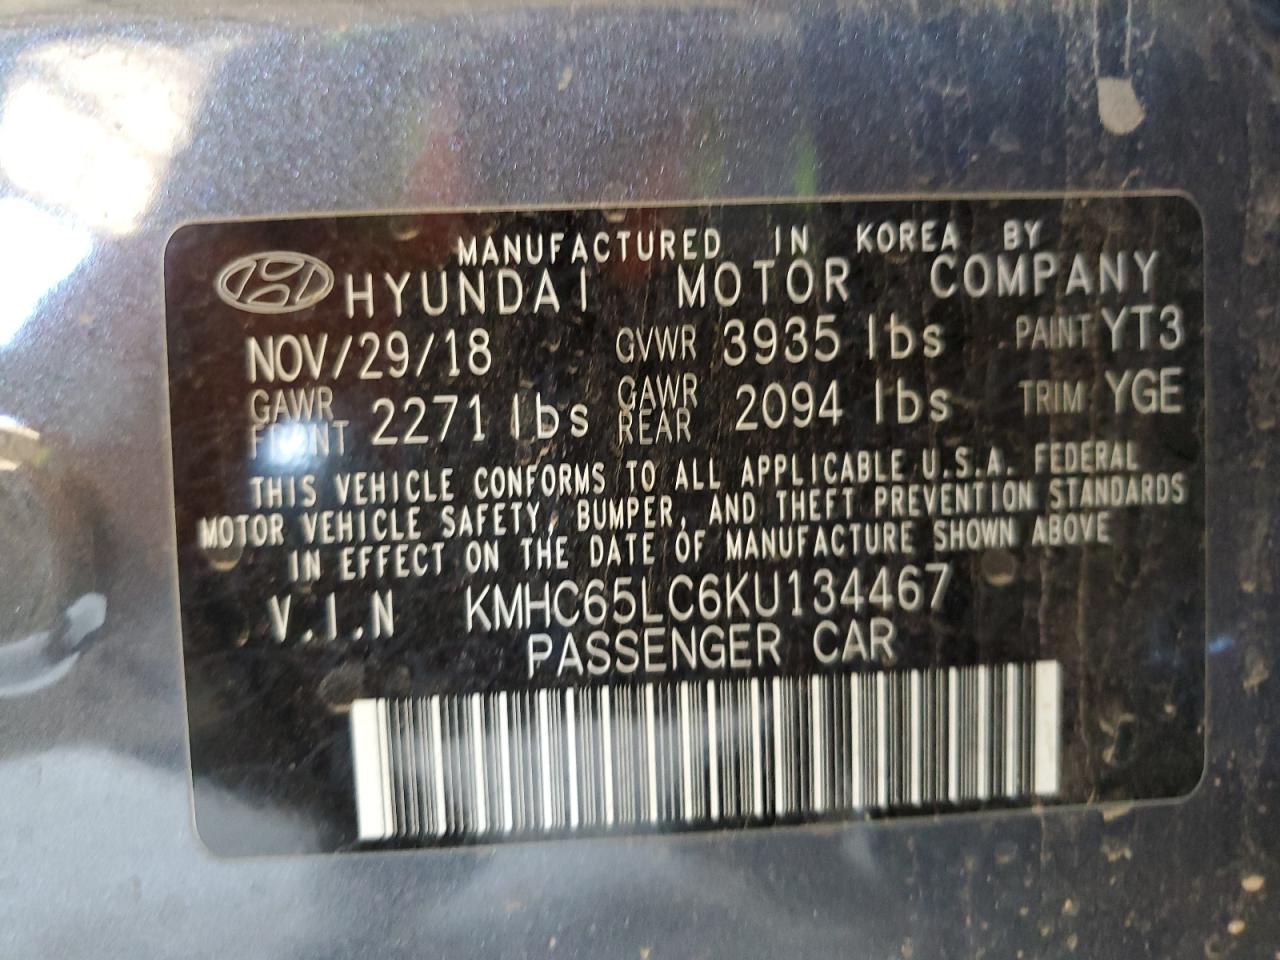 MANUFACTURED IN KOREA BY
HYUNDAI MOTOR COMPANY
NOV/29/18 GVWR 3935 lbs PAINT YT3
GAWR FRONT 2271 lbs GAWR REAR 2094 lbs TRIM YGE
THIS VEHICLE CONFORMS TO ALL APPLICABLE U.S.A. FEDERAL
MOTOR VEHICLE SAFETY, BUMPER, AND THEFT PREVENTION STANDARDS
IN EFFECT ON THE DATE OF MANUFACTURE SHOWN ABOVE
V.I.N KMHC65LC6KU134467
PASSENGER CAR